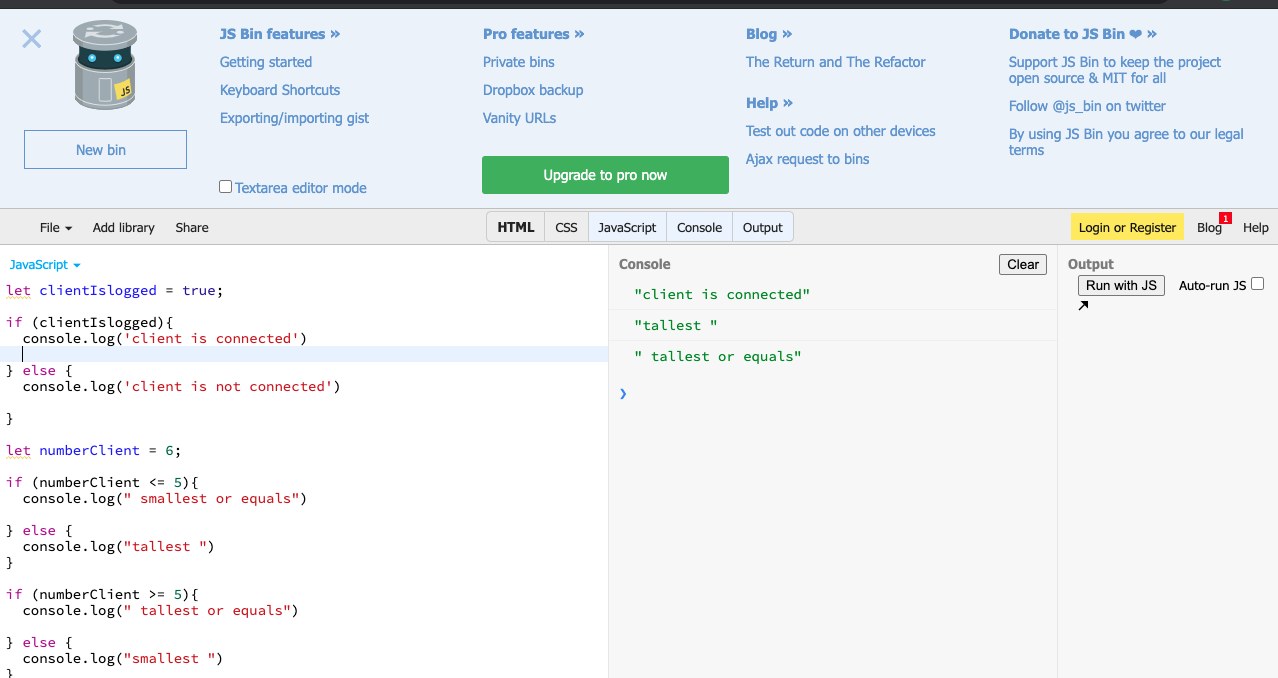 JS Bin features »
Getting started
Keyboard Shortcuts
Exporting/importing gist
Textarea editor mode
JS
New bin
Pro features »
Private bins
Dropbox backup
Vanity URLs
Upgrade to pro now
Blog »
The Return and The Refactor
Help »
Test out code on other devices
Ajax request to bins
Donate to JS Bin ❤ »
Support JS Bin to keep the project
open source & MIT for all
Follow @js_bin on twitter
By using JS Bin you agree to our legal
terms
File Add library Share HTML CSS JavaScript Console Output Login or Register Blog 1 Help
JavaScript
let clientIslogged = true;
if (clientIslogged){
  console.log('client is connected')
} else {
  console.log('client is not connected')
}
let numberClient = 6;
if (numberClient <= 5){
  console.log(" smallest or equals")
} else {
  console.log("tallest ")
}
if (numberClient >= 5){
  console.log(" tallest or equals")
} else {
  console.log("smallest ")
}
Console Clear
"client is connected"
"tallest "
" tallest or equals"
Output
Run with JS Auto-run JS